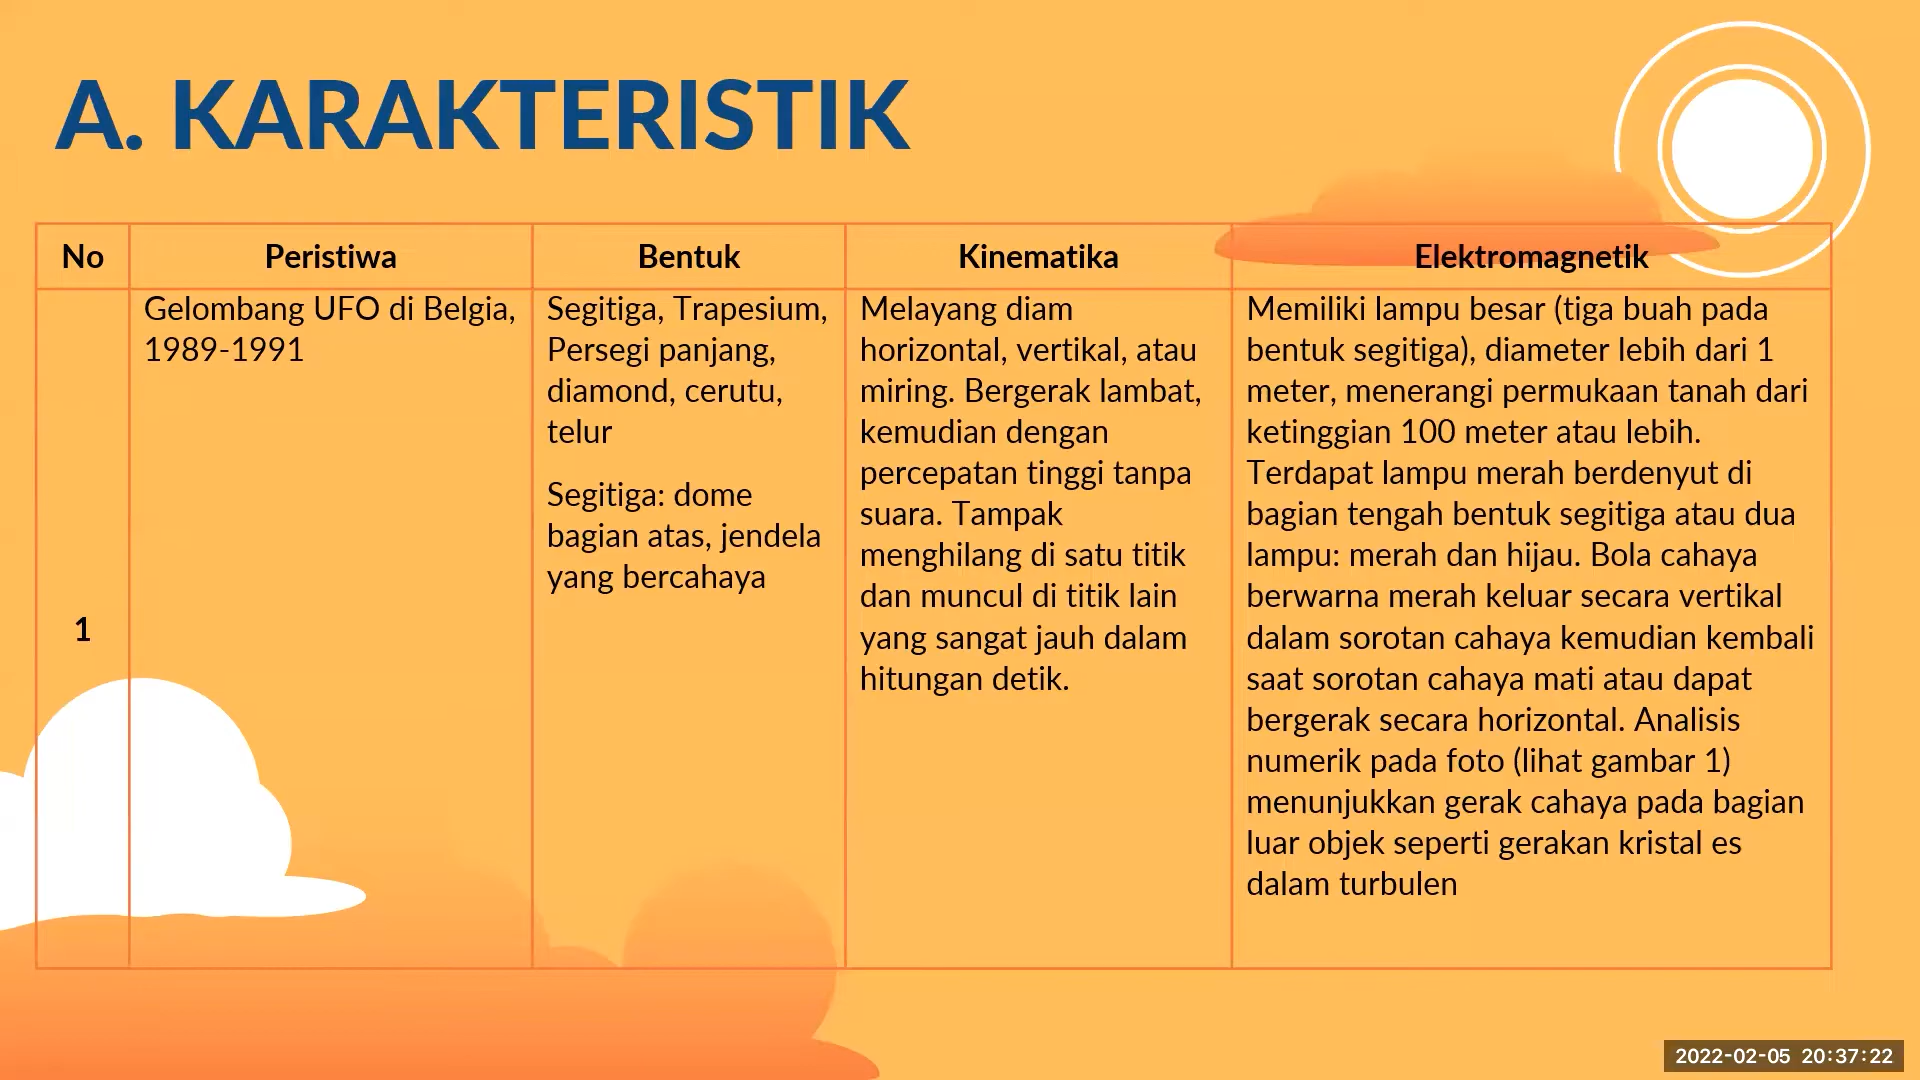 A. KARAKTERISTIK
No
Peristiwa
Bentuk
Kinematika
Elektromagnetik
1
Gelombang UFO di Belgia,
1989-1991
Segitiga, Trapesium,
Persegi panjang,
diamond, cerutu,
telur
Segitiga: dome
bagian atas, jendela
yang bercahaya
Melayang diam
horizontal, vertikal, atau
miring. Bergerak lambat,
kemudian dengan
percepatan tinggi tanpa
suara. Tampak
menghilang di satu titik
dan muncul di titik lain
yang sangat jauh dalam
hitungan detik.
Memiliki lampu besar (tiga buah pada
bentuk segitiga), diameter lebih dari 1
meter, menerangi permukaan tanah dari
ketinggian 100 meter atau lebih.
Terdapat lampu merah berdenyut di
bagian tengah bentuk segitiga atau dua
lampu: merah dan hijau. Bola cahaya
berwarna merah keluar secara vertikal
dalam sorotan cahaya kemudian kembali
saat sorotan cahaya mati atau dapat
bergerak secara horizontal. Analisis
numerik pada foto (lihat gambar 1)
menunjukkan gerak cahaya pada bagian
luar objek seperti gerakan kristal es
dalam turbulen
2022-02-05 20:37:22